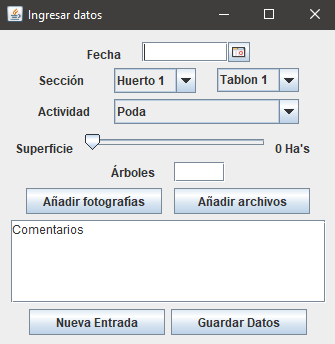 Ingresar datos
Fecha
Sección Huerto 1 Tablon 1
Actividad Poda
Superficie 0 Ha's
Árboles
Añadir fotografías Añadir archivos
Comentarios
Nueva Entrada Guardar Datos